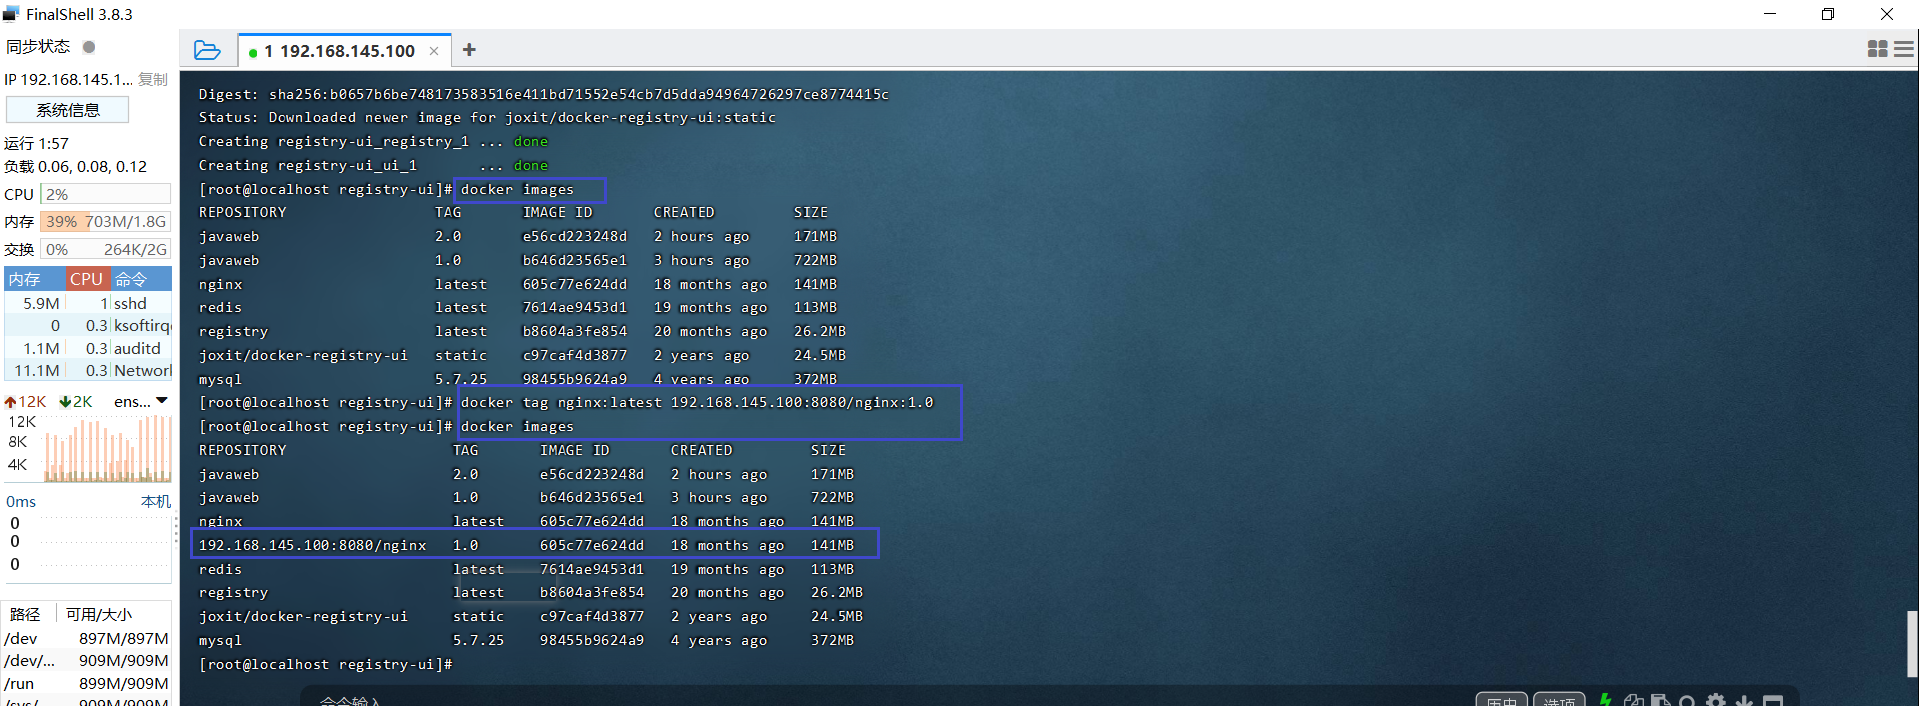 FinalShell 3.8.3
同步状态
IP 192.168.145.1... 复制
系统信息
运行 1:57
负载 0.06, 0.08, 0.12
CPU 2%
内存 39% 703M/1.8G
交换 0% 264K/2G
内存 CPU 命令
5.9M 1 sshd
0 0.3 ksoftirq
1.1M 0.3 auditd
11.1M 0.3 Network
12K 2K ens...
12K
8K
4K
0ms 本机
0
0
0
路径 可用/大小
/dev 897M/897M
/dev/... 909M/909M
/run 899M/909M
/sys/ 909M/909M
1 192.168.145.100
Digest: sha256:b0657b6be748173583516e411bd71552e54cb7d5dda94964726297ce8774415c
Status: Downloaded newer image for joxit/docker-registry-ui:static
Creating registry-ui_registry_1 ... done
Creating registry-ui_ui_1 ... done
[root@localhost registry-ui]# docker images
REPOSITORY TAG IMAGE ID CREATED SIZE
javaweb 2.0 e56cd223248d 2 hours ago 171MB
javaweb 1.0 b646d23565e1 3 hours ago 722MB
nginx latest 605c77e624dd 18 months ago 141MB
redis latest 7614ae9453d1 19 months ago 113MB
registry latest b8604a3fe854 20 months ago 26.2MB
joxit/docker-registry-ui static c97caf4d3877 2 years ago 24.5MB
mysql 5.7.25 98455b9624a9 4 years ago 372MB
[root@localhost registry-ui]# docker tag nginx:latest 192.168.145.100:8080/nginx:1.0
[root@localhost registry-ui]# docker images
REPOSITORY TAG IMAGE ID CREATED SIZE
javaweb 2.0 e56cd223248d 2 hours ago 171MB
javaweb 1.0 b646d23565e1 3 hours ago 722MB
nginx latest 605c77e624dd 18 months ago 141MB
192.168.145.100:8080/nginx 1.0 605c77e624dd 18 months ago 141MB
redis latest 7614ae9453d1 19 months ago 113MB
registry latest b8604a3fe854 20 months ago 26.2MB
joxit/docker-registry-ui static c97caf4d3877 2 years ago 24.5MB
mysql 5.7.25 98455b9624a9 4 years ago 372MB
[root@localhost registry-ui]#
命令输入
历史 选项